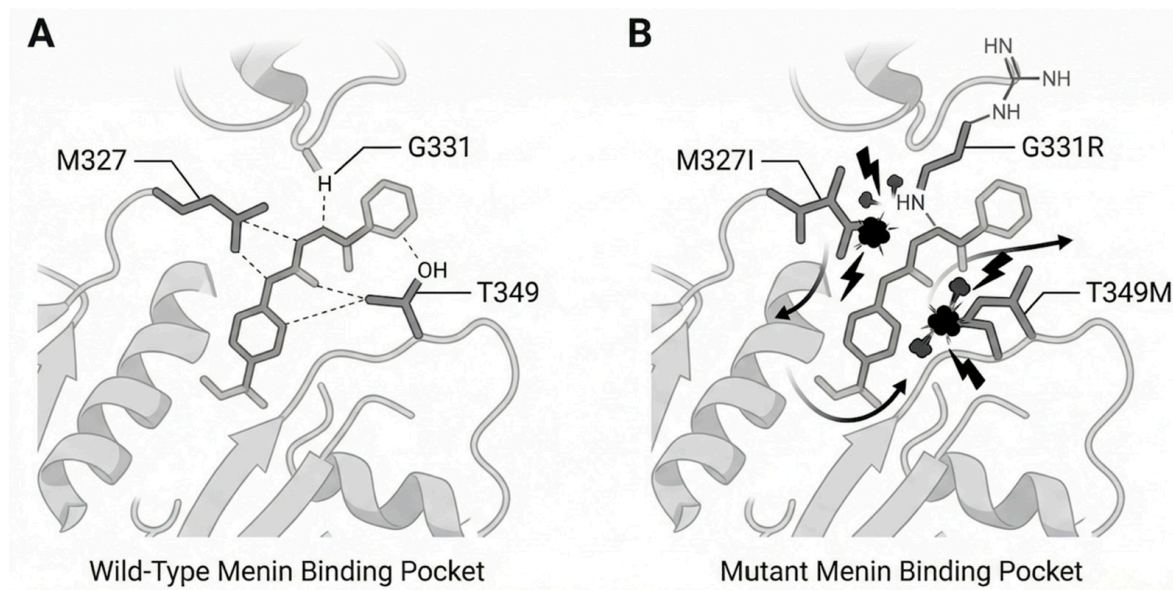 A
M327
G331
H
OH
T349
Wild-Type Menin Binding Pocket
B
HN
NH
NH
M327I
G331R
HN
T349M
Mutant Menin Binding Pocket